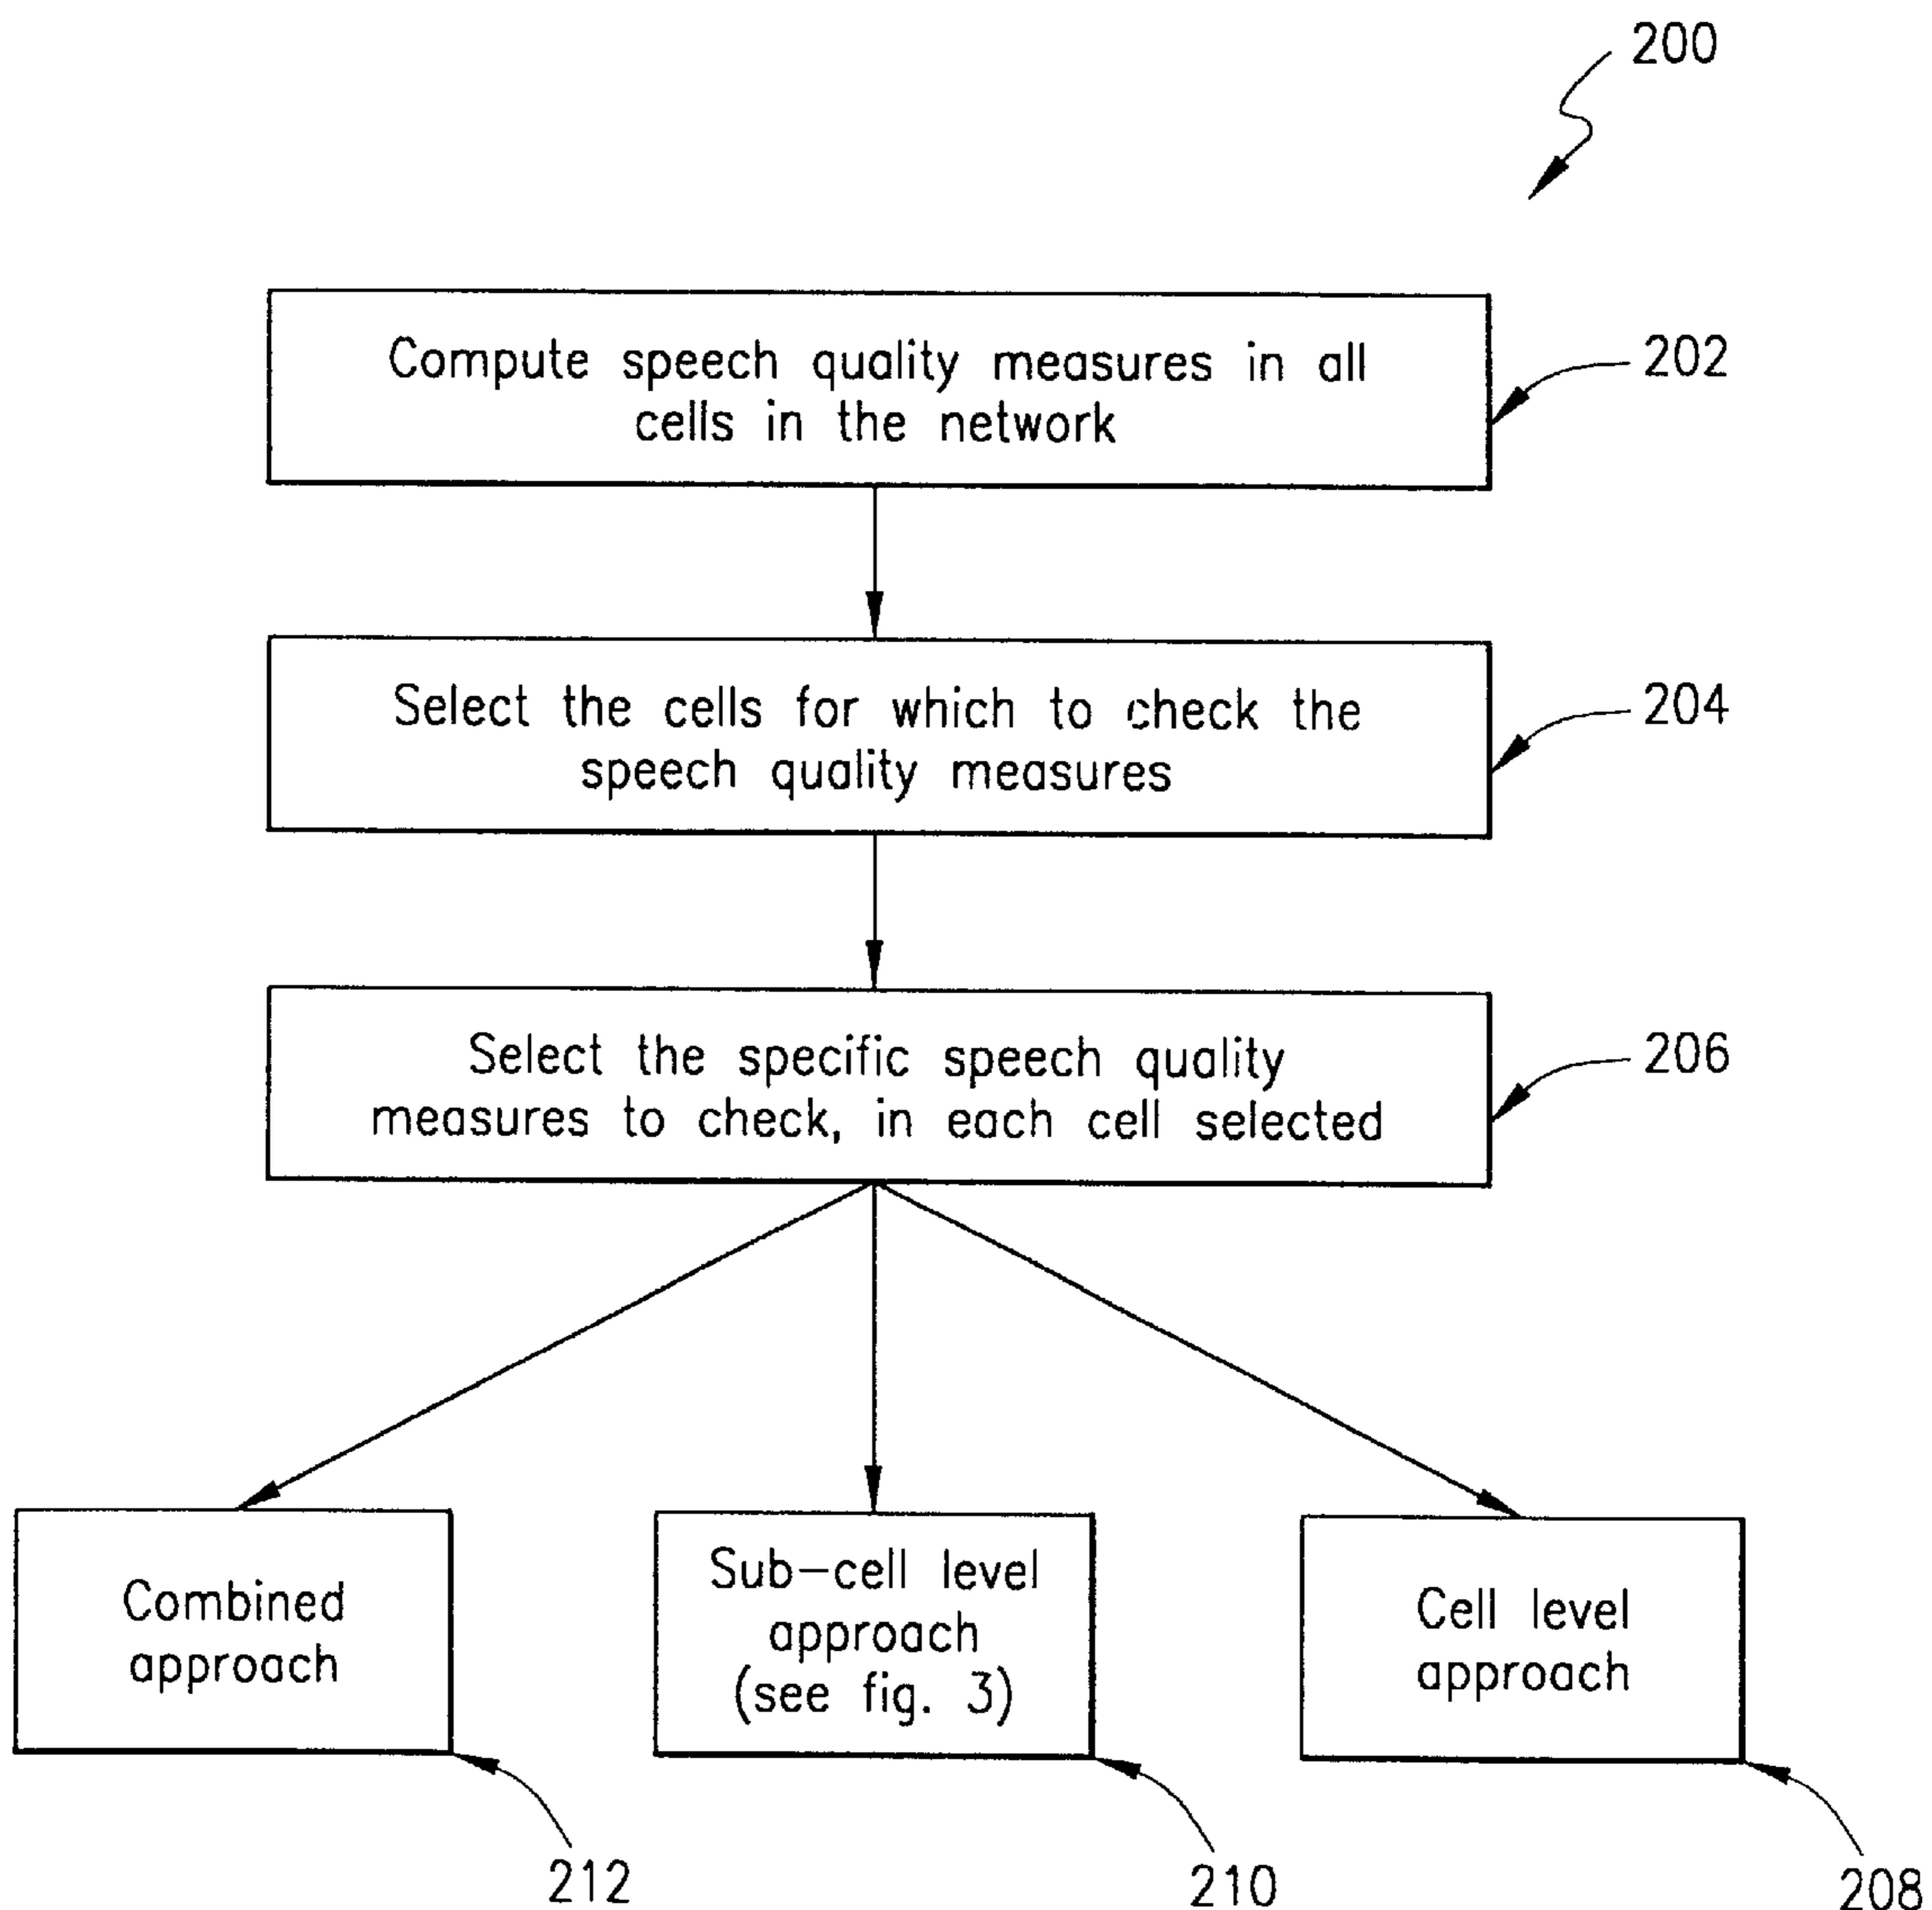 200
Compute speech quality measures in all
cells in the network
202
Select the cells for which to check the
speech quality measures
204
Select the specific speech quality
measures to check, in each cell selected
206
Combined
approach
212
Sub-cell level
approach
(see fig. 3)
210
Cell level
approach
208